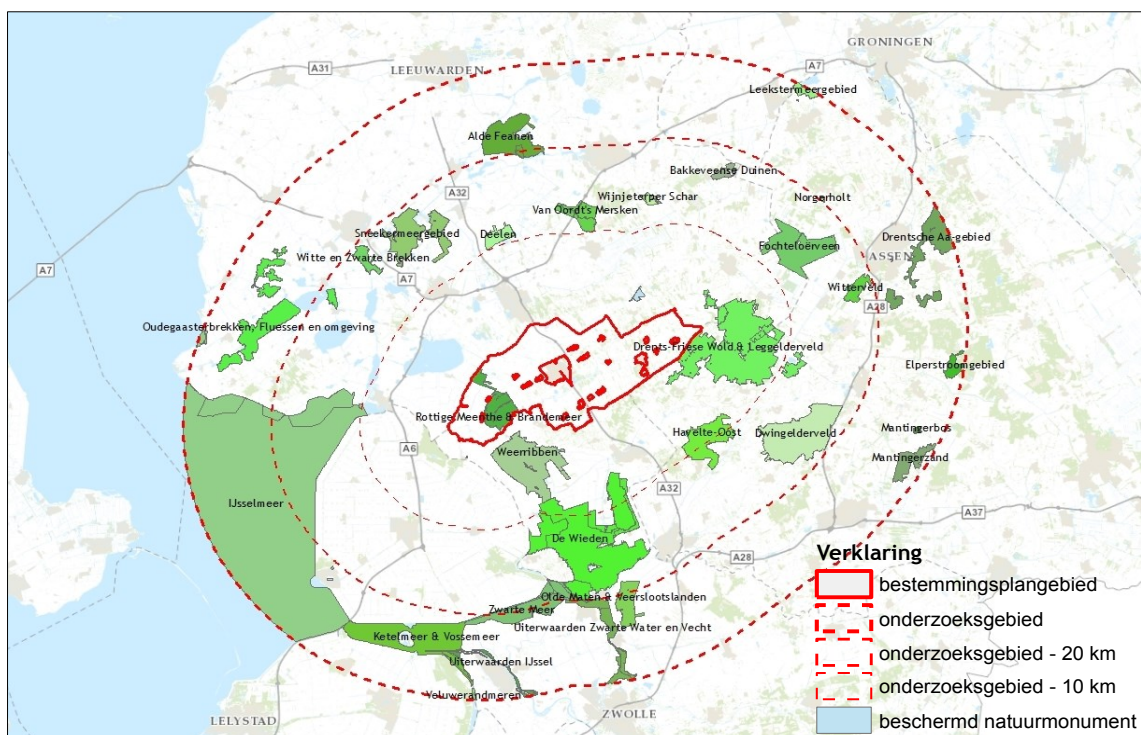 GRONINGEN
A7
A31
LEEUWARDEN
Leekstermeergebied
Alde Feanen
Bakkeveense Duinen
A32
Wijnjeterper Schar
Norgerholt
Van Oordt's Mersken
Sneekermeergebied
Deelen
Drentsche Aa-gebied
Fochteloërveen
ASSEN
Witte en Zwarte Brekken
A7
A7
Witterveld
A28
Oudegaasterbrekken, Fluessen en omgeving
Drents-Friese Wold & Leggelderveld
Elperstroomgebied
Rottige Meenthe & Brandemeer
Mantingerbos
Havelte-Oost
Dwingelderveld
A6
Weerribben
Mantingerzand
A32
IJsselmeer
A37
De Wieden
A28
Olde Maten & Veerslootslanden
Zwarte Meer
Uiterwaarden Zwarte Water en Vecht
Ketelmeer & Vossemeer
Uiterwaarden IJssel
Veluwerandmeren
LELYSTAD
ZWOLLE
Verklaring
bestemmingsplangebied
onderzoeksgebied
onderzoeksgebied - 20 km
onderzoeksgebied - 10 km
beschermd natuurmonument